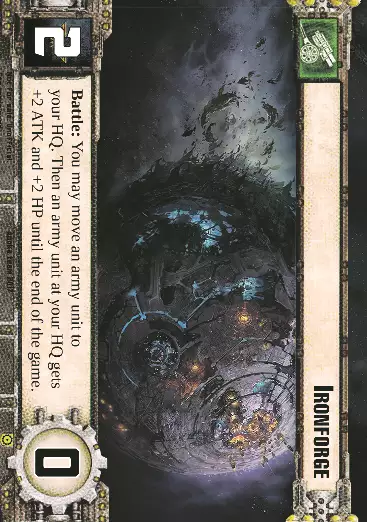 IRONFORGE
2
Battle: You may move an army unit to
your HQ. Then an army unit at your HQ gets
+2 ATK and +2 HP until the end of the game.
0